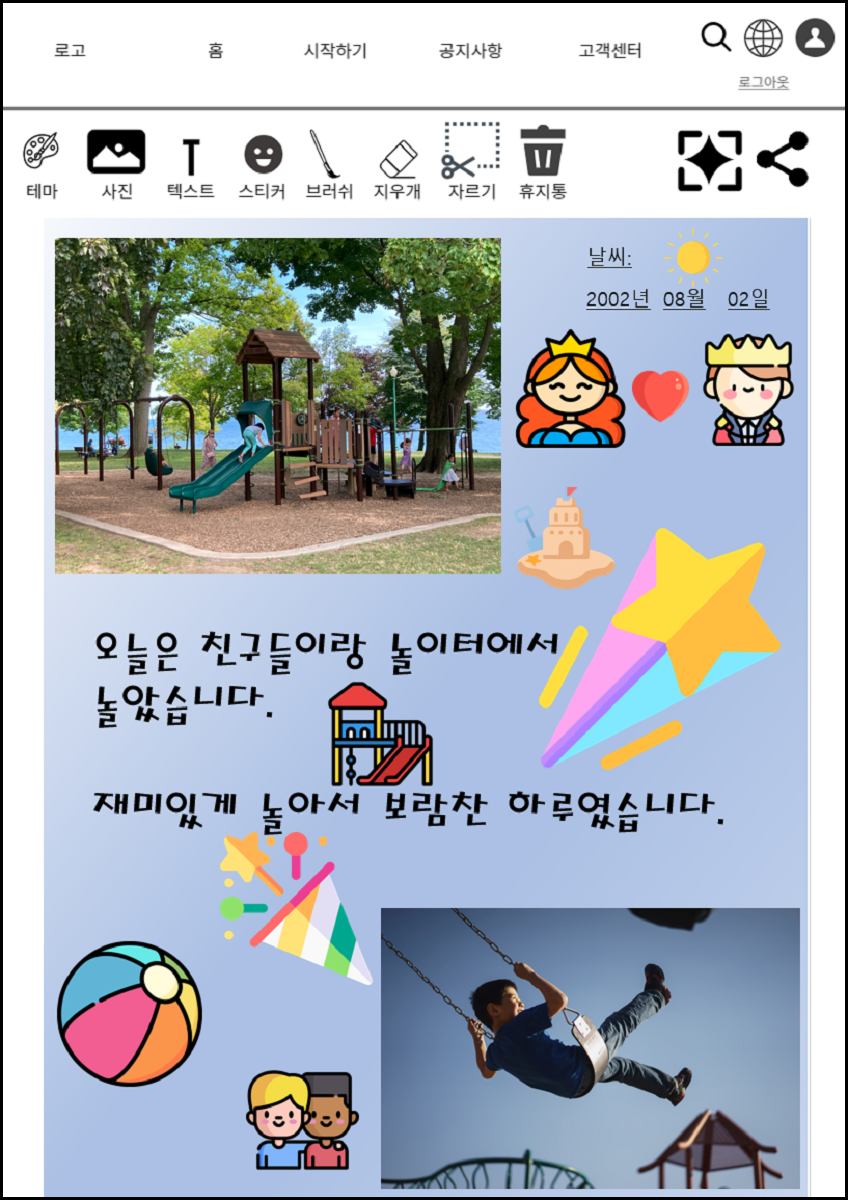 로고 홈 시작하기 공지사항 고객센터
로그아웃
테마 사진 텍스트 스티커 브러쉬 지우개 자르기 휴지통
날씨:
2002년 08월 02일
오늘은 친구들이랑 놀이터에서
놀았습니다.
재미있게 놀아서 보람찬 하루였습니다.